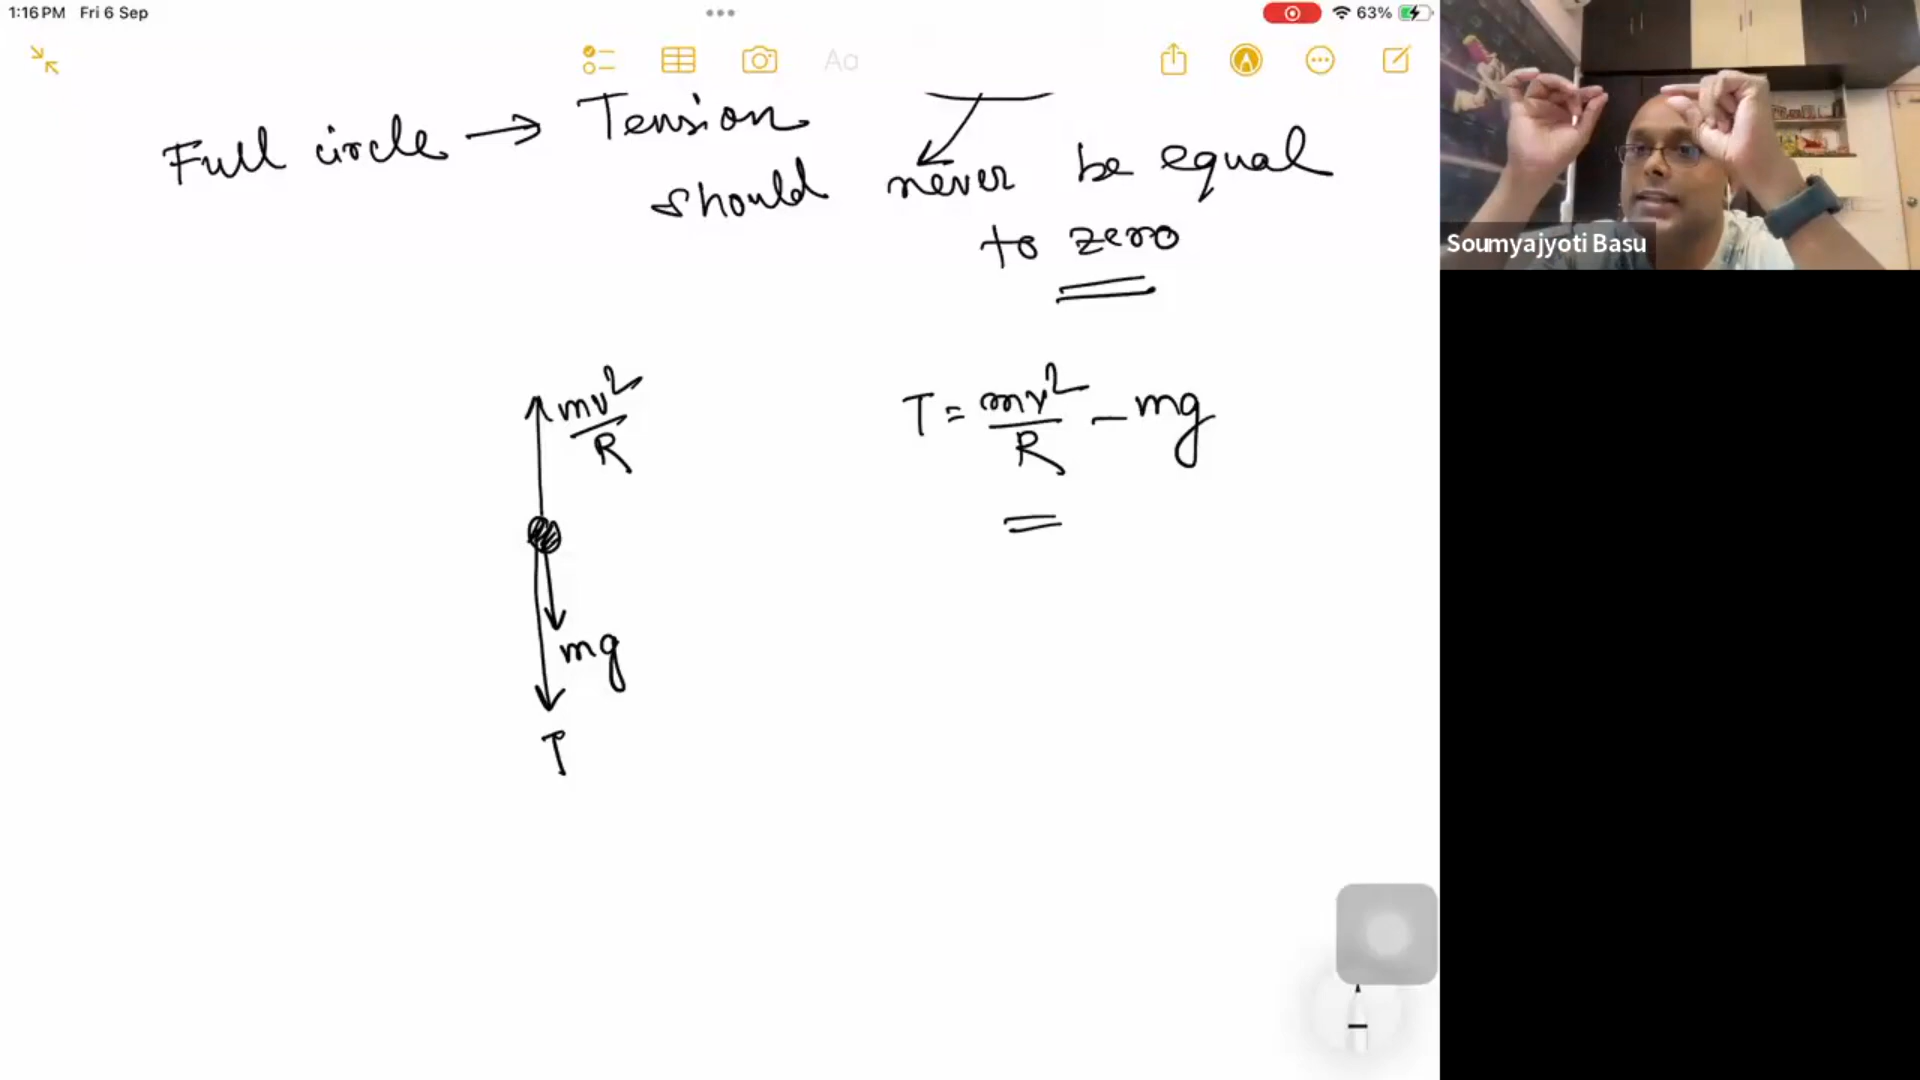 1:16 PM Fri 6 Sep
63%
Aa
Full circle → Tension
should never be equal
to zero
mv²/R
T = mv²/R - mg
mg
T
Soumyajyoti Basu